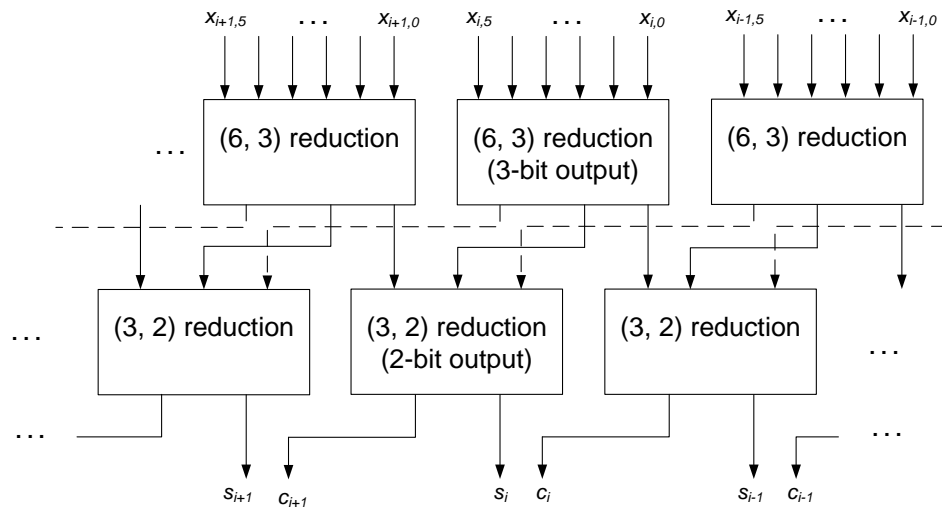 x_{i+1,5} ... x_{i+1,0} x_{i,5} ... x_{i,0} x_{i-1,5} ... x_{i-1,0}
(6, 3) reduction
(6, 3) reduction
(3-bit output)
(6, 3) reduction
...
(3, 2) reduction
(3, 2) reduction
(2-bit output)
(3, 2) reduction
... ...
... ...
s_{i+1} c_{i+1} s_i c_i s_{i-1} c_{i-1}